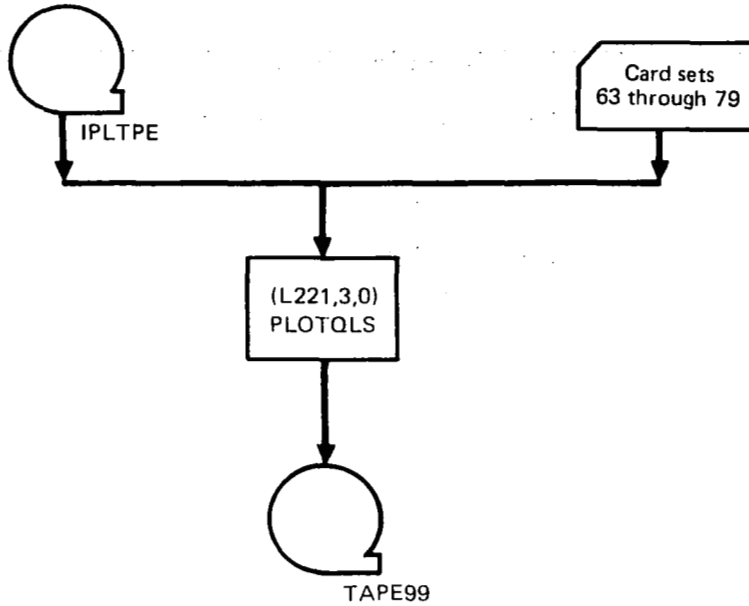 IPLTPE
Card sets
63 through 79
(L221,3,0)
PLOTQLS
TAPE99